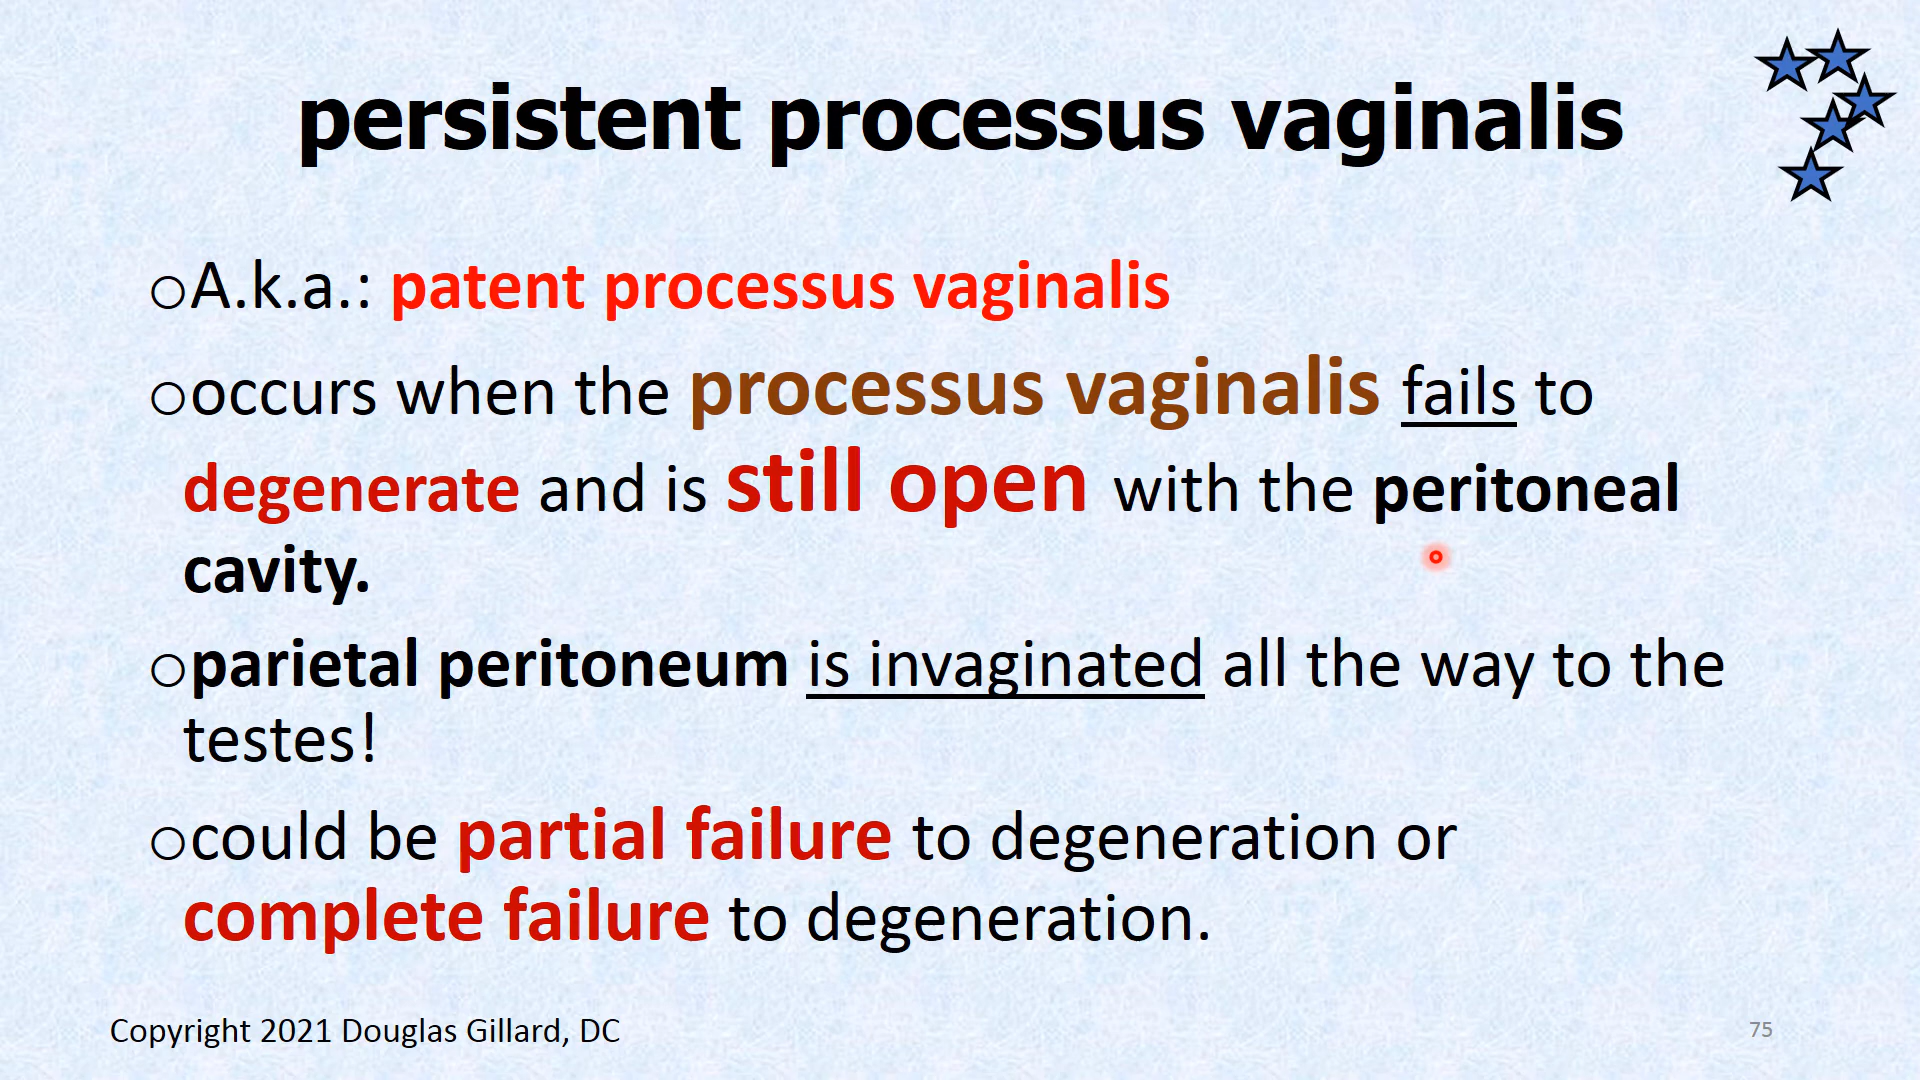 persistent processus vaginalis
oA.k.a.: patent processus vaginalis
ooccurs when the processus vaginalis fails to
degenerate and is still open with the peritoneal
cavity.
oparietal peritoneum is invaginated all the way to the
testes!
ocould be partial failure to degeneration or
complete failure to degeneration.
Copyright 2021 Douglas Gillard, DC
75